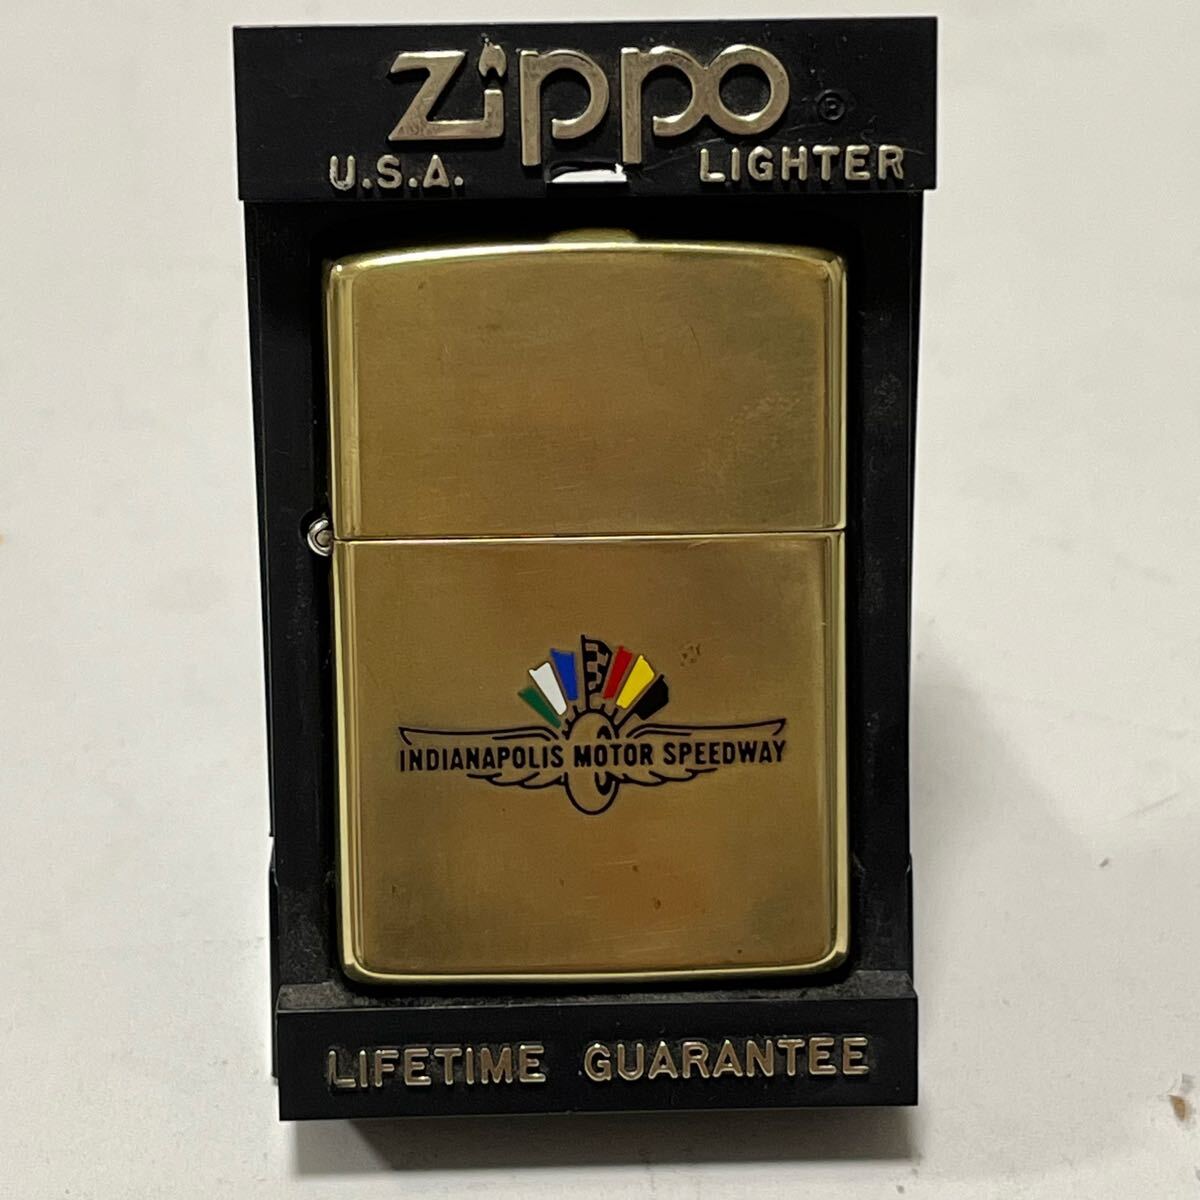 Zippo ®
U.S.A. LIGHTER
INDIANAPOLIS MOTOR SPEEDWAY
LIFETIME GUARANTEE